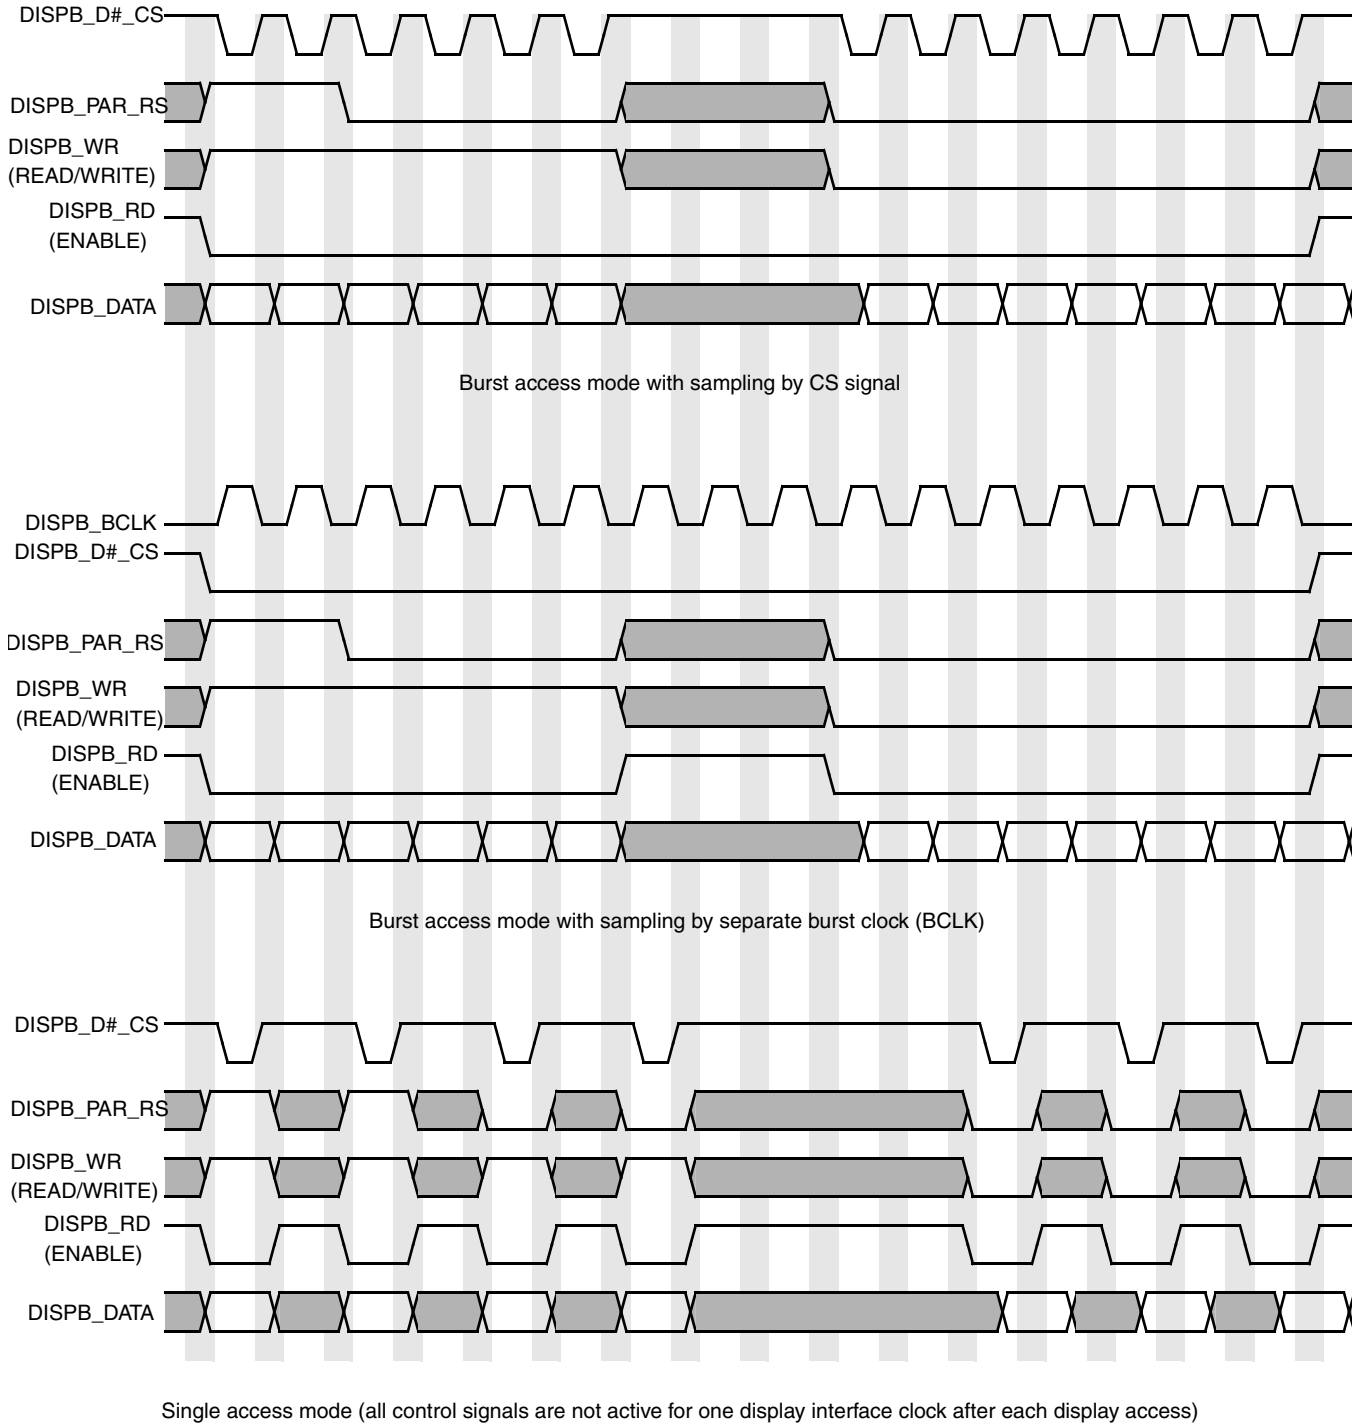 DISPB_D#_CS
DISPB_PAR_RS
DISPB_WR
(READ/WRITE)
DISPB_RD
(ENABLE)
DISPB_DATA
Burst access mode with sampling by CS signal
DISPB_BCLK
DISPB_D#_CS
DISPB_PAR_RS
DISPB_WR
(READ/WRITE)
DISPB_RD
(ENABLE)
DISPB_DATA
Burst access mode with sampling by separate burst clock (BCLK)
DISPB_D#_CS
DISPB_PAR_RS
DISPB_WR
(READ/WRITE)
DISPB_RD
(ENABLE)
DISPB_DATA
Single access mode (all control signals are not active for one display interface clock after each display access)